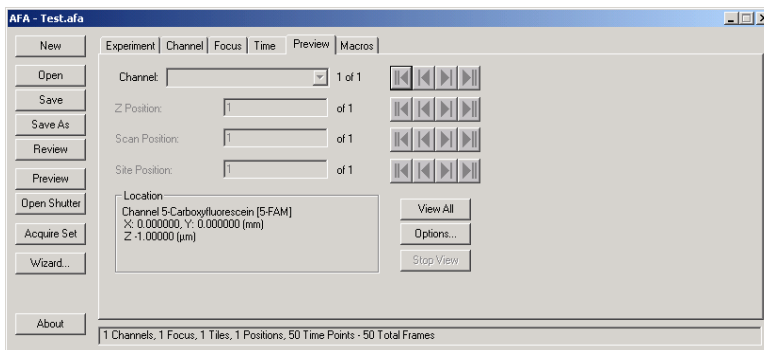 AFA - Test.afa
New
Open
Save
Save As
Review
Preview
Open Shutter
Acquire Set
Wizard...
About
Experiment Channel Focus Time Preview Macros
Channel: 1 of 1
Z Position: 1 of 1
Scan Position: 1 of 1
Site Position: 1 of 1
Location
Channel 5-Carboxyfluorescein [5-FAM]
X: 0.000000, Y: 0.000000 (mm)
Z -1.00000 (µm)
View All
Options...
Stop View
1 Channels, 1 Focus, 1 Tiles, 1 Positions, 50 Time Points - 50 Total Frames